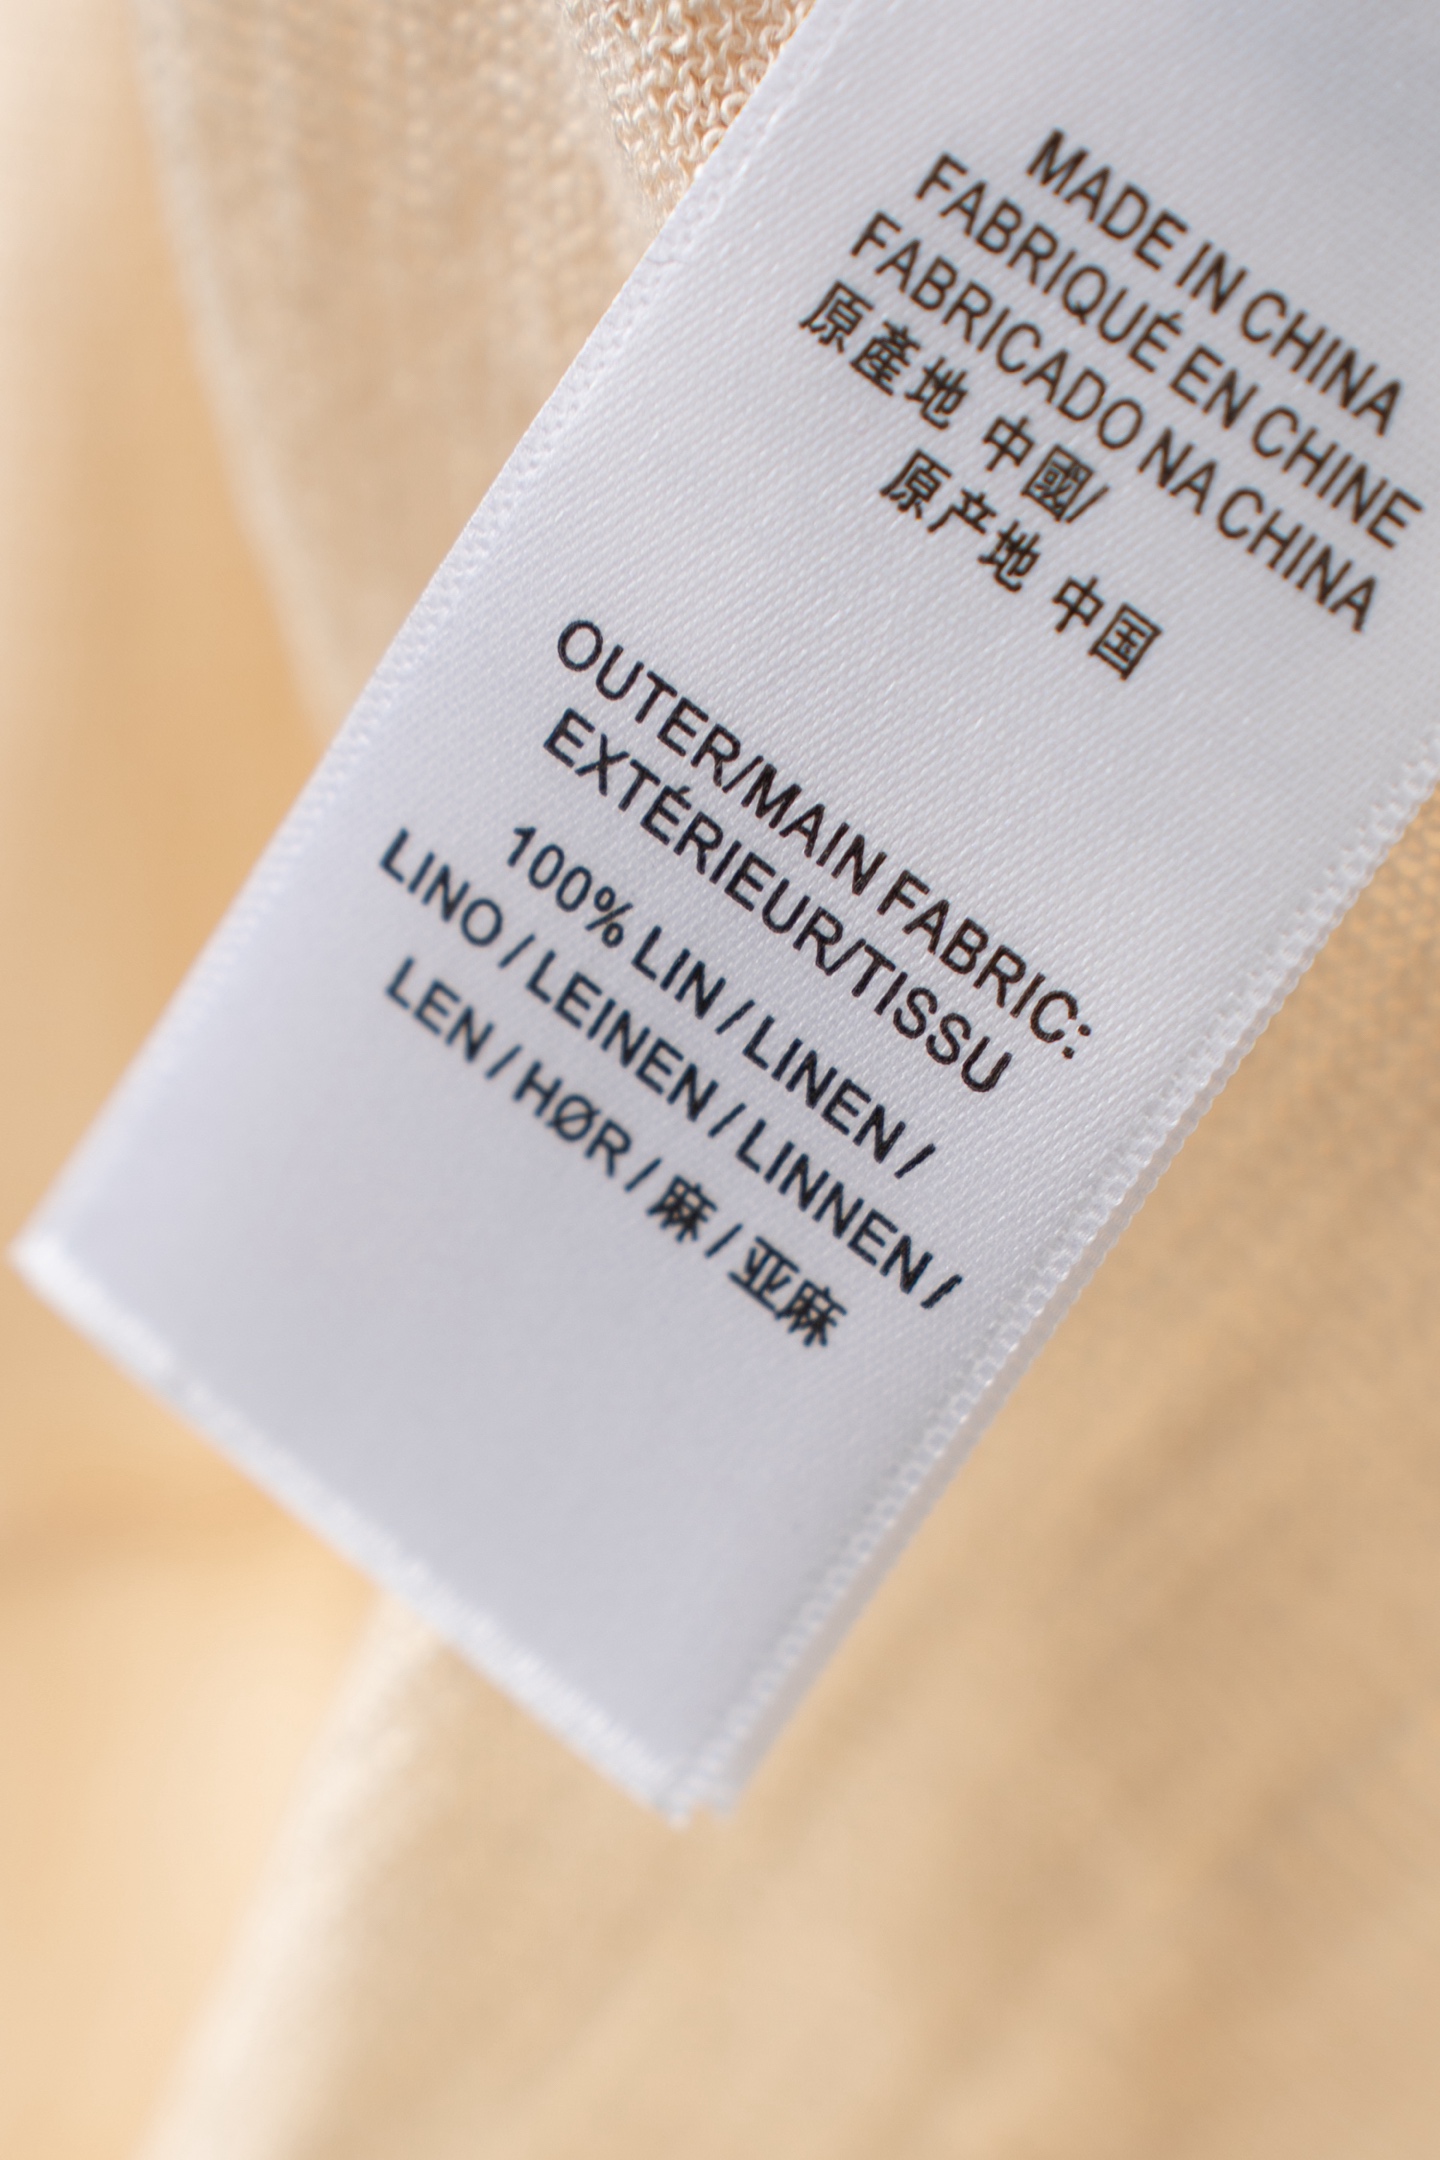 MADE IN CHINA
FABRIQUÉ EN CHINE
FABRICADO NA CHINA
原產地 中國/
原产地 中国
OUTER/MAIN FABRIC:
EXTÉRIEUR/TISSU
100% LIN / LINEN /
LINO / LEINEN / LINNEN /
LEN / HØR / 麻 / 亚麻